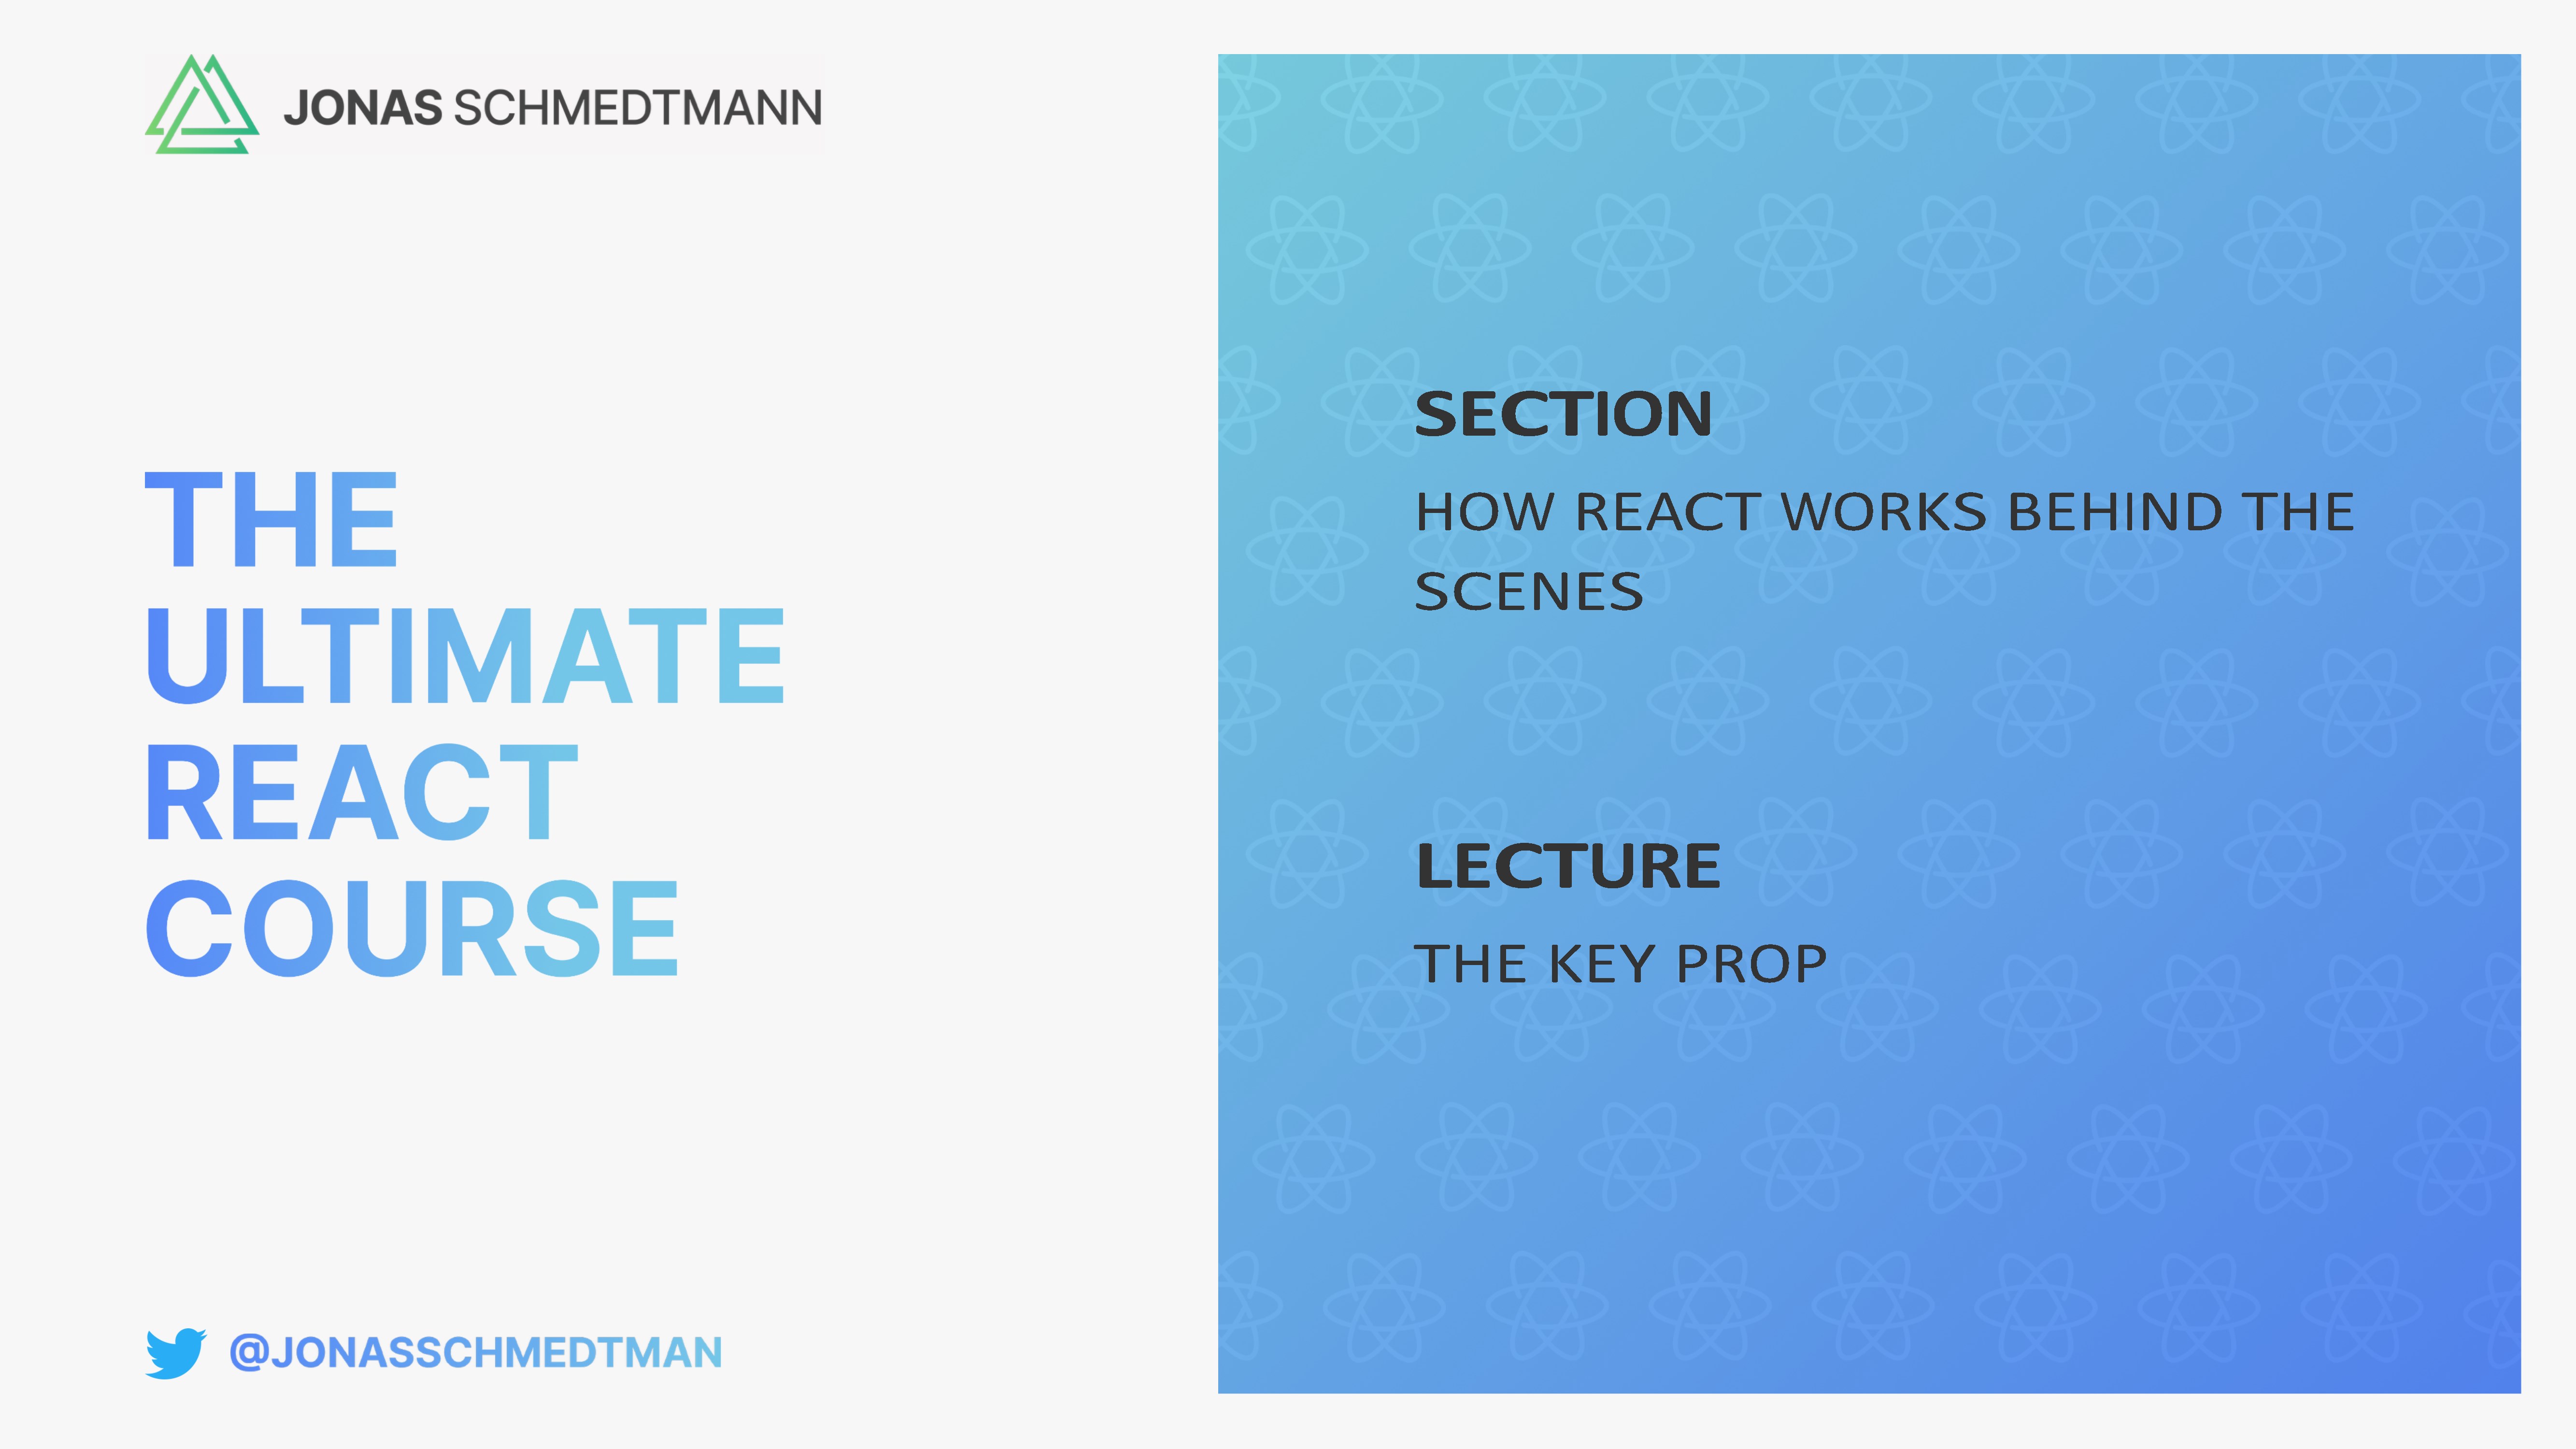 JONAS SCHMEDTMANN
THE
ULTIMATE
REACT
COURSE
@JONASSCHMEDTMAN
SECTION
HOW REACT WORKS BEHIND THE
SCENES
LECTURE
THE KEY PROP